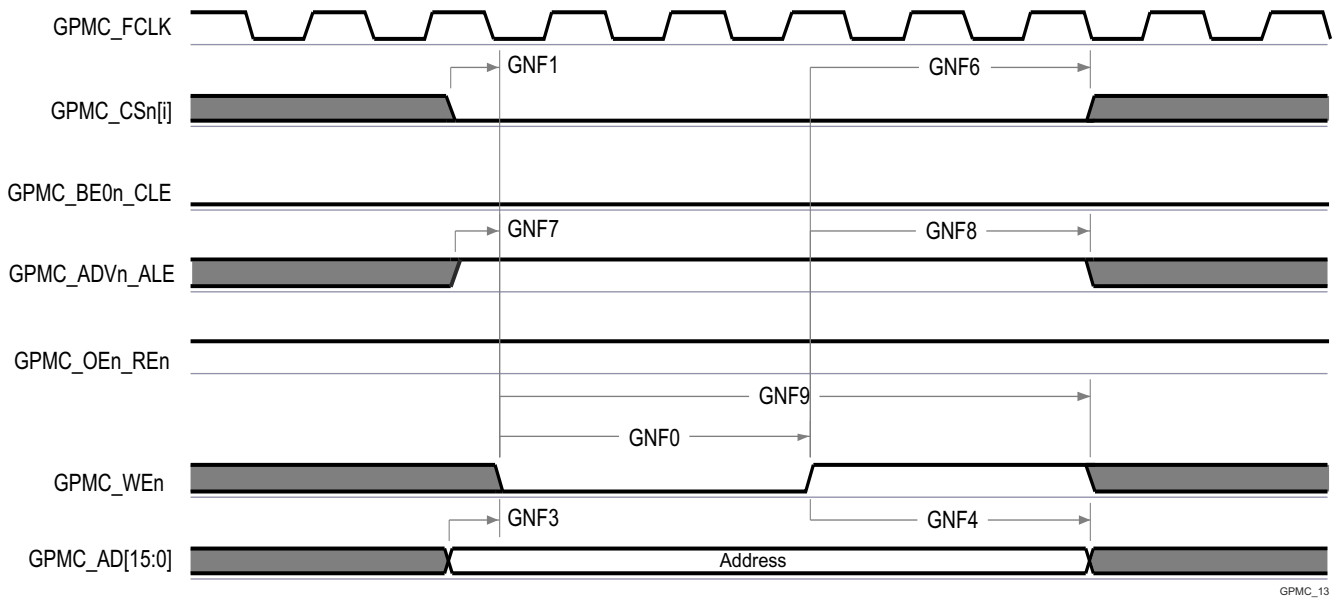 GPMC_FCLK
GNF1
GNF6
GPMC_CSn[i]
GPMC_BE0n_CLE
GNF7
GNF8
GPMC_ADVn_ALE
GPMC_OEn_REn
GNF9
GNF0
GPMC_WEn
GNF3
GNF4
GPMC_AD[15:0]
Address
GPMC_13